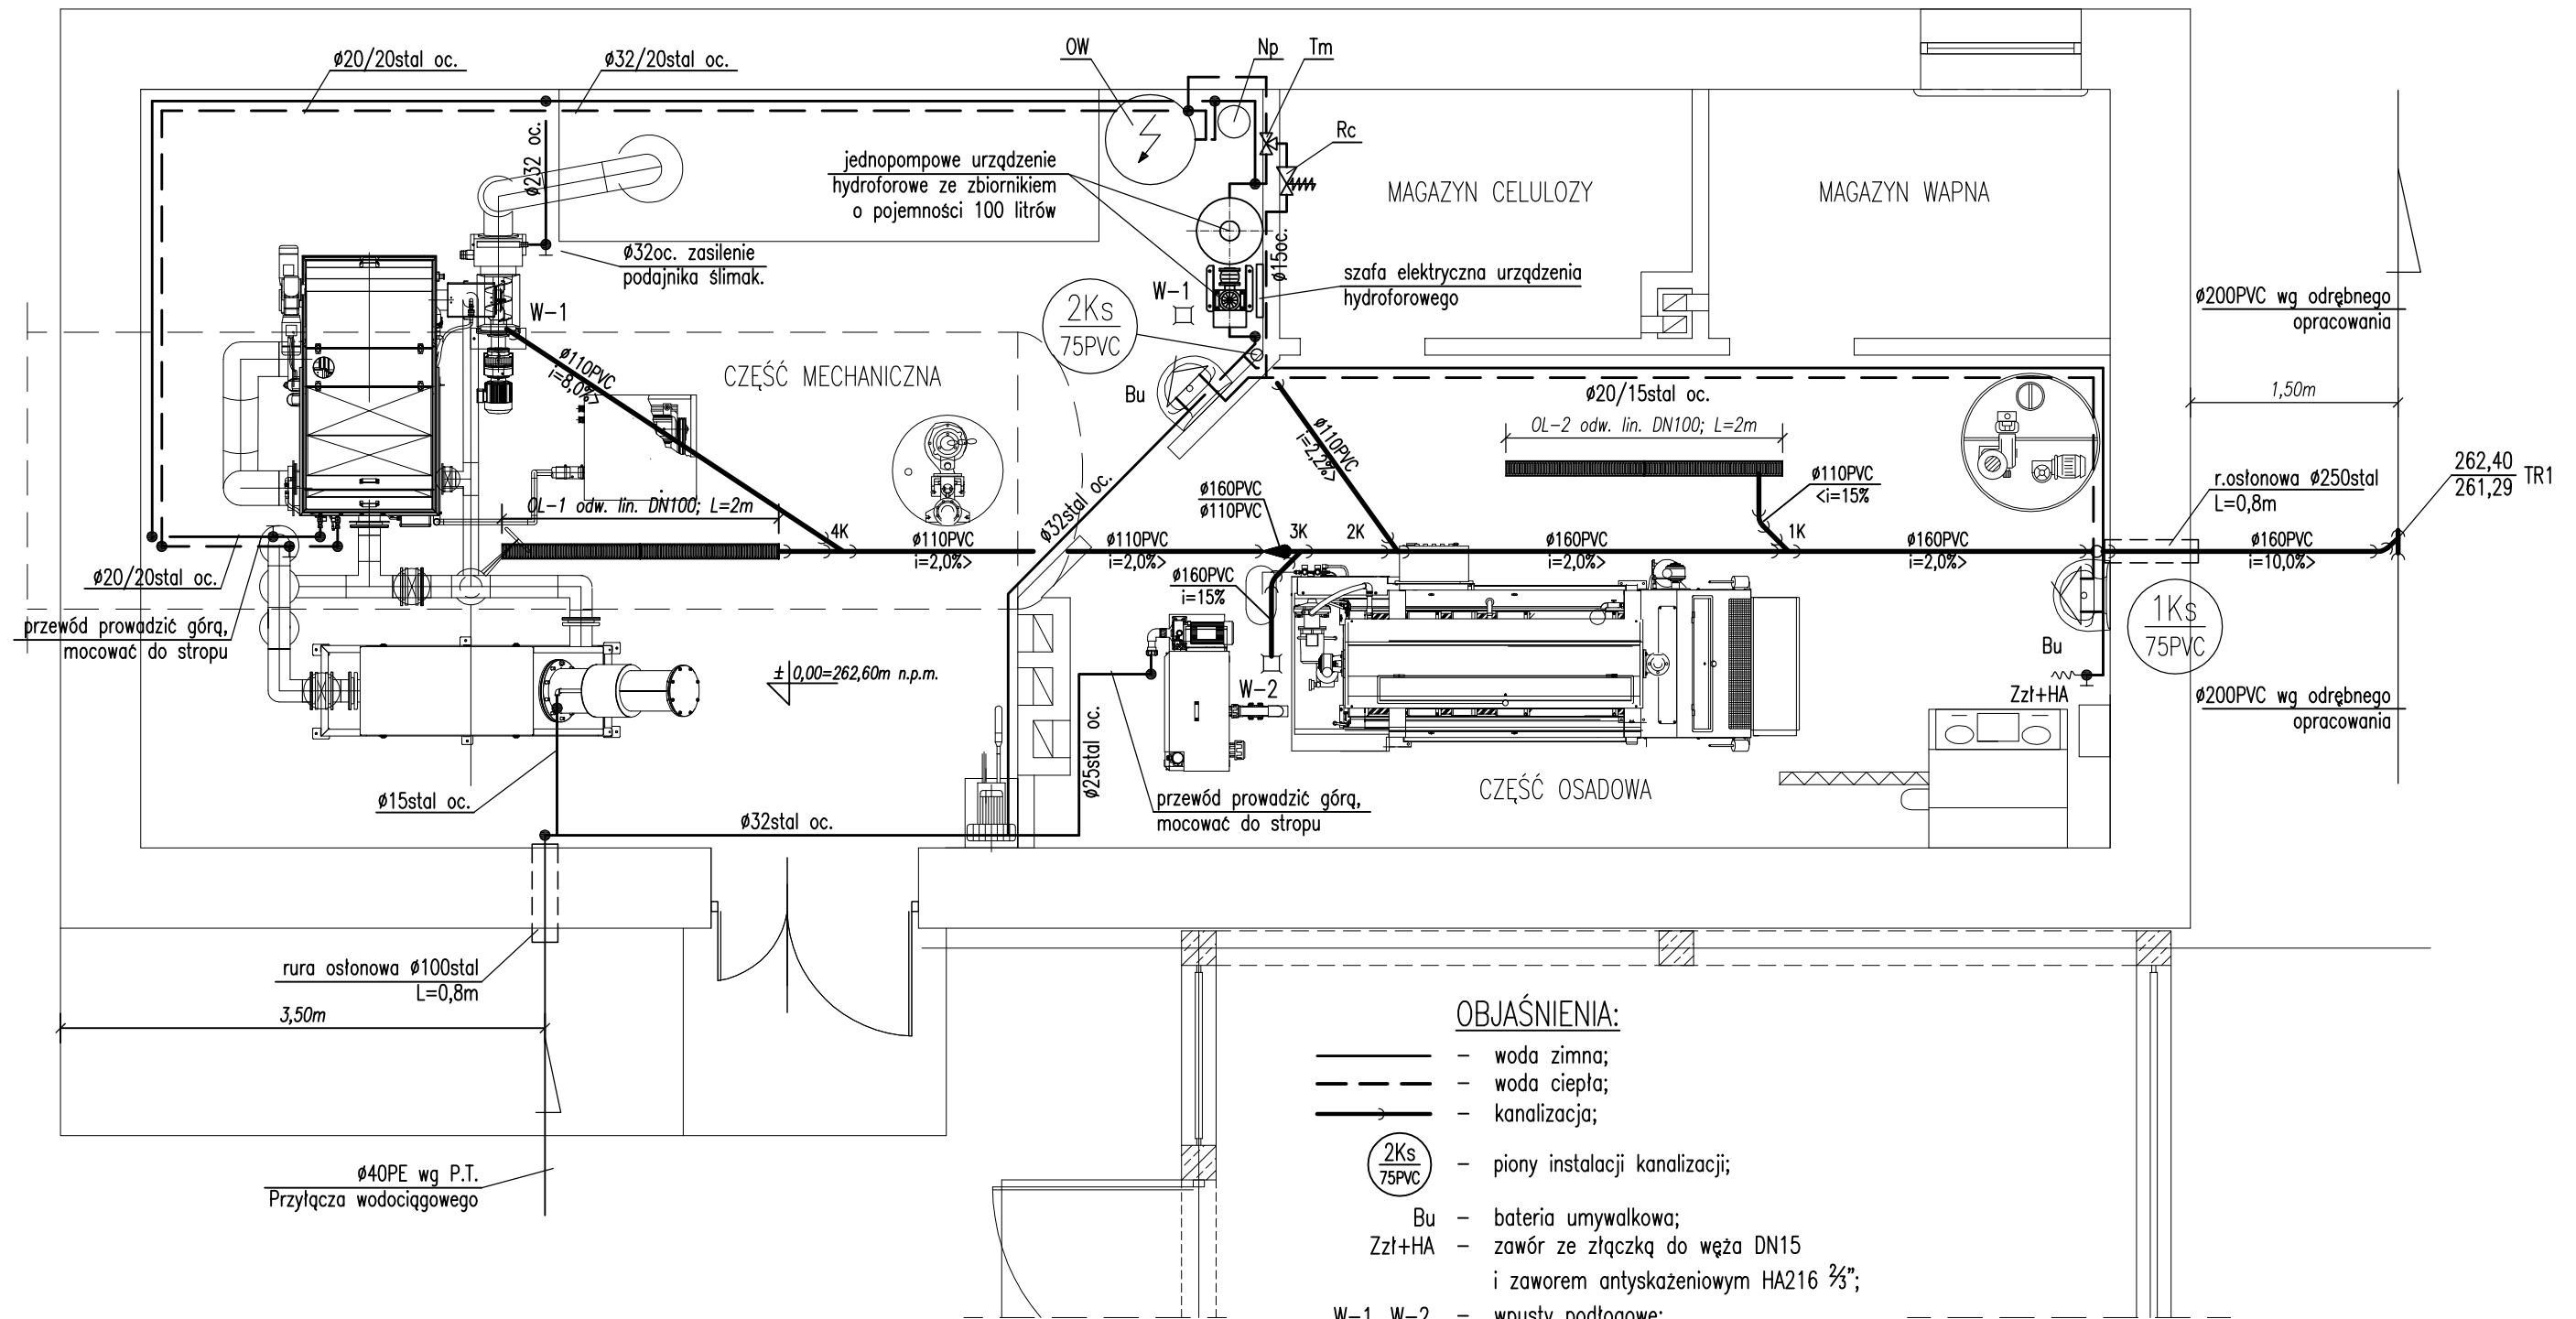 ø20/20stal oc.
ø32/20stal oc.
OW
Np
Tm
Rc
ø232 oc.
jednopompowe urządzenie
hydroforowe ze zbiornikiem
o pojemności 100 litrów
MAGAZYN CELULOZY
MAGAZYN WAPNA
ø32oc. zasilenie
podajnika ślimak.
ø15oc.
szafa elektryczna urządzenia
hydroforowego
W-1
W-1
2Ks
75PVC
ø200PVC wg odrębnego
opracowania
ø110PVC
i=8,0%>
CZĘŚĆ MECHANICZNA
Bu
ø20/15stal oc.
1,50m
OL-2 odw. lin. DN100; L=2m
ø110PVC
i=2,2%>
ø110PVC
<i=15%
ø160PVC
ø110PVC
r.osłonowa ø250stal
L=0,8m
262,40
261,29
TR1
OL-1 odw. lin. DN100; L=2m
ø32stal oc.
4K
3K
2K
1K
ø110PVC
i=2,0%>
ø110PVC
i=2,0%>
ø160PVC
i=2,0%>
ø160PVC
i=2,0%>
ø160PVC
i=10,0%>
ø20/20stal oc.
ø160PVC
i=15%
przewód prowadzić górą,
mocować do stropu
1Ks
75PVC
Bu
± 0,00=262,60m n.p.m.
W-2
Zzł+HA
ø200PVC wg odrębnego
opracowania
ø25stal oc.
ø15stal oc.
ø32stal oc.
przewód prowadzić górą,
mocować do stropu
CZĘŚĆ OSADOWA
rura osłonowa ø100stal
L=0,8m
3,50m
ø40PE wg P.T.
Przyłącza wodociągowego
OBJAŚNIENIA:
- woda zimna;
- woda ciepła;
- kanalizacja;
2Ks
75PVC
- piony instalacji kanalizacji;
Bu - bateria umywalkowa;
Zzł+HA - zawór ze złączką do węża DN15
i zaworem antyskażeniowym HA216 ⅔";
W-1, W-2 - wpusty podłogowe;